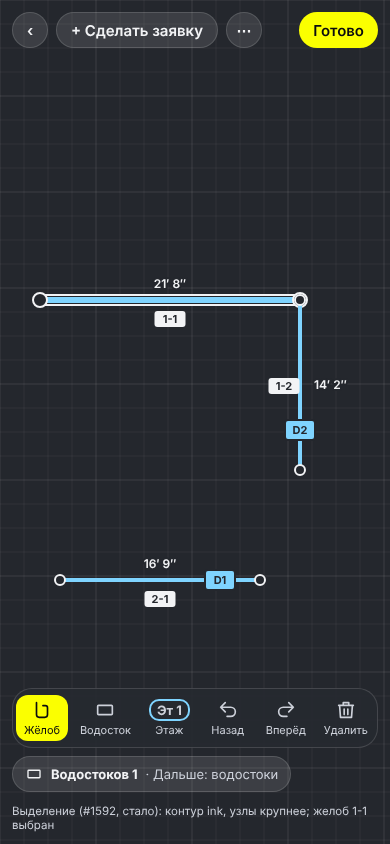 ‹
+ Сделать заявку
···
Готово
21′ 8″
1-1
1-2
14′ 2″
D2
16′ 9″
D1
2-1
Жёлоб
Водосток
Эт 1
Этаж
Назад
Вперёд
Удалить
Водостоков 1 · Дальше: водостоки
Выделение (#1592, стало): контур ink, узлы крупнее; желоб 1-1
выбран